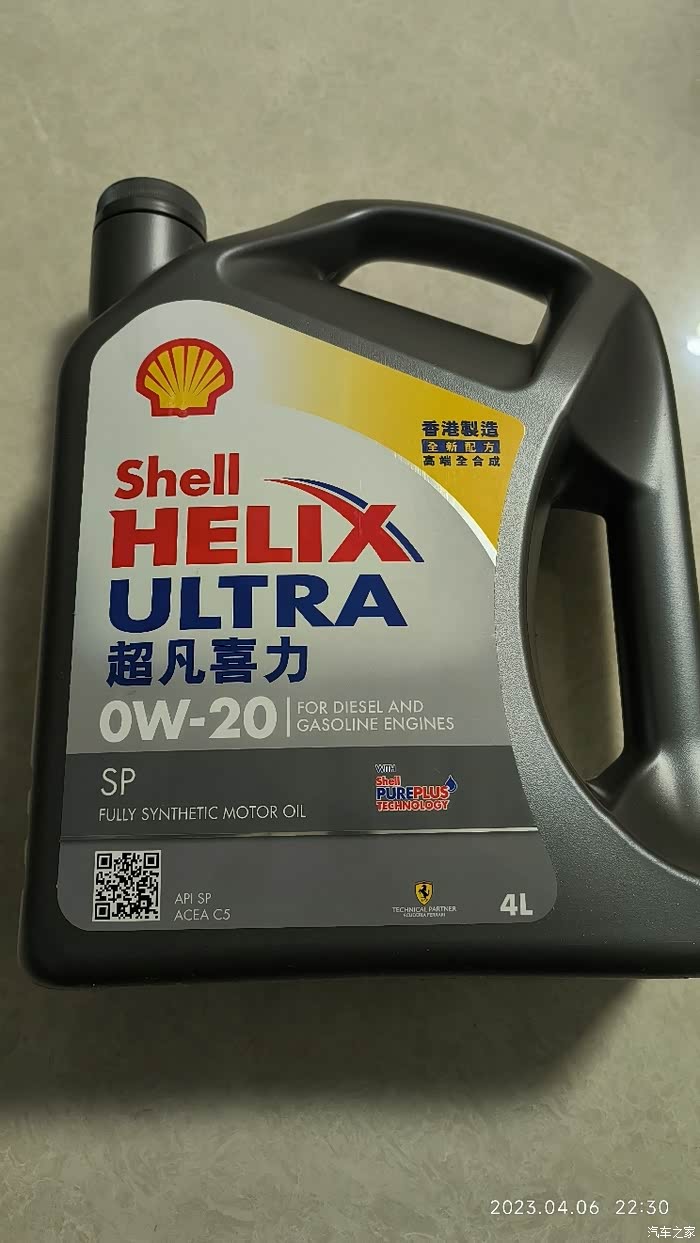 香港製造
全新配方
高端全合成
Shell
HELIX
ULTRA
超凡喜力
0W-20
FOR DIESEL AND
GASOLINE ENGINES
SP
FULLY SYNTHETIC MOTOR OIL
WITH
Shell
PUREPLUS
TECHNOLOGY
API SP
ACEA C5
TECHNICAL PARTNER
SCUDERIA FERRARI
4L
2023.04.06 22:30
汽车之家